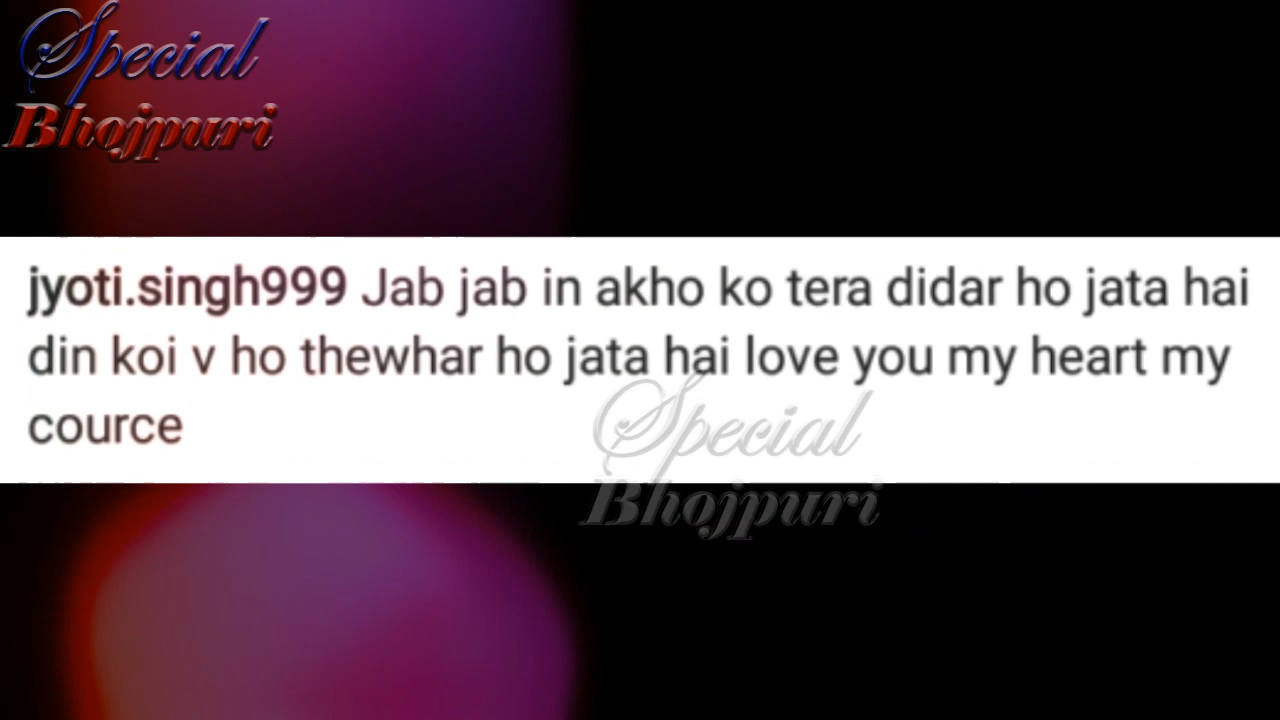 Special
Bhojpuri
jyoti.singh999 Jab jab in akho ko tera didar ho jata hai
din koi v ho thewhar ho jata hai love you my heart my
cource
Special
Bhojpuri